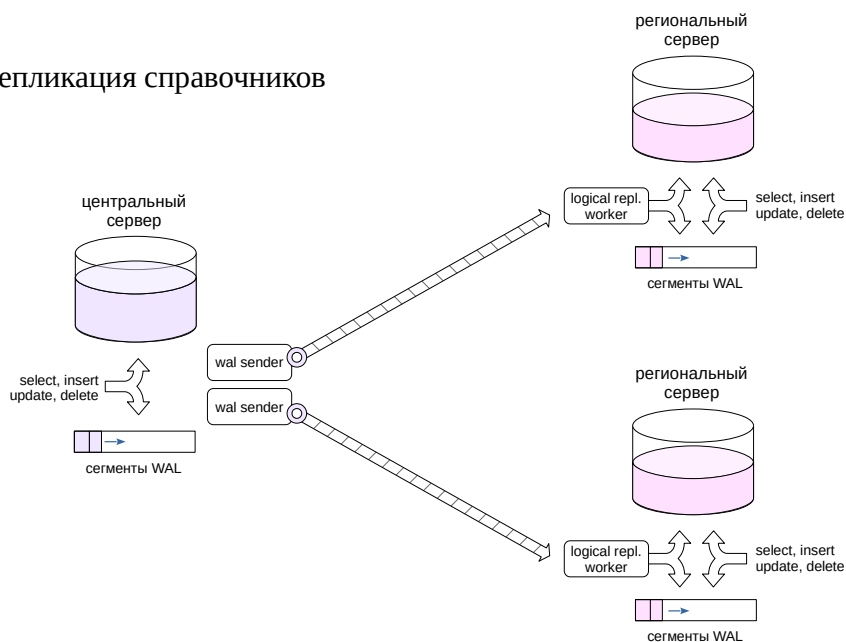 епликация справочников
региональный
сервер
logical repl.
worker
select, insert
update, delete
сегменты WAL
центральный
сервер
wal sender
wal sender
select, insert
update, delete
сегменты WAL
региональный
сервер
logical repl.
worker
select, insert
update, delete
сегменты WAL